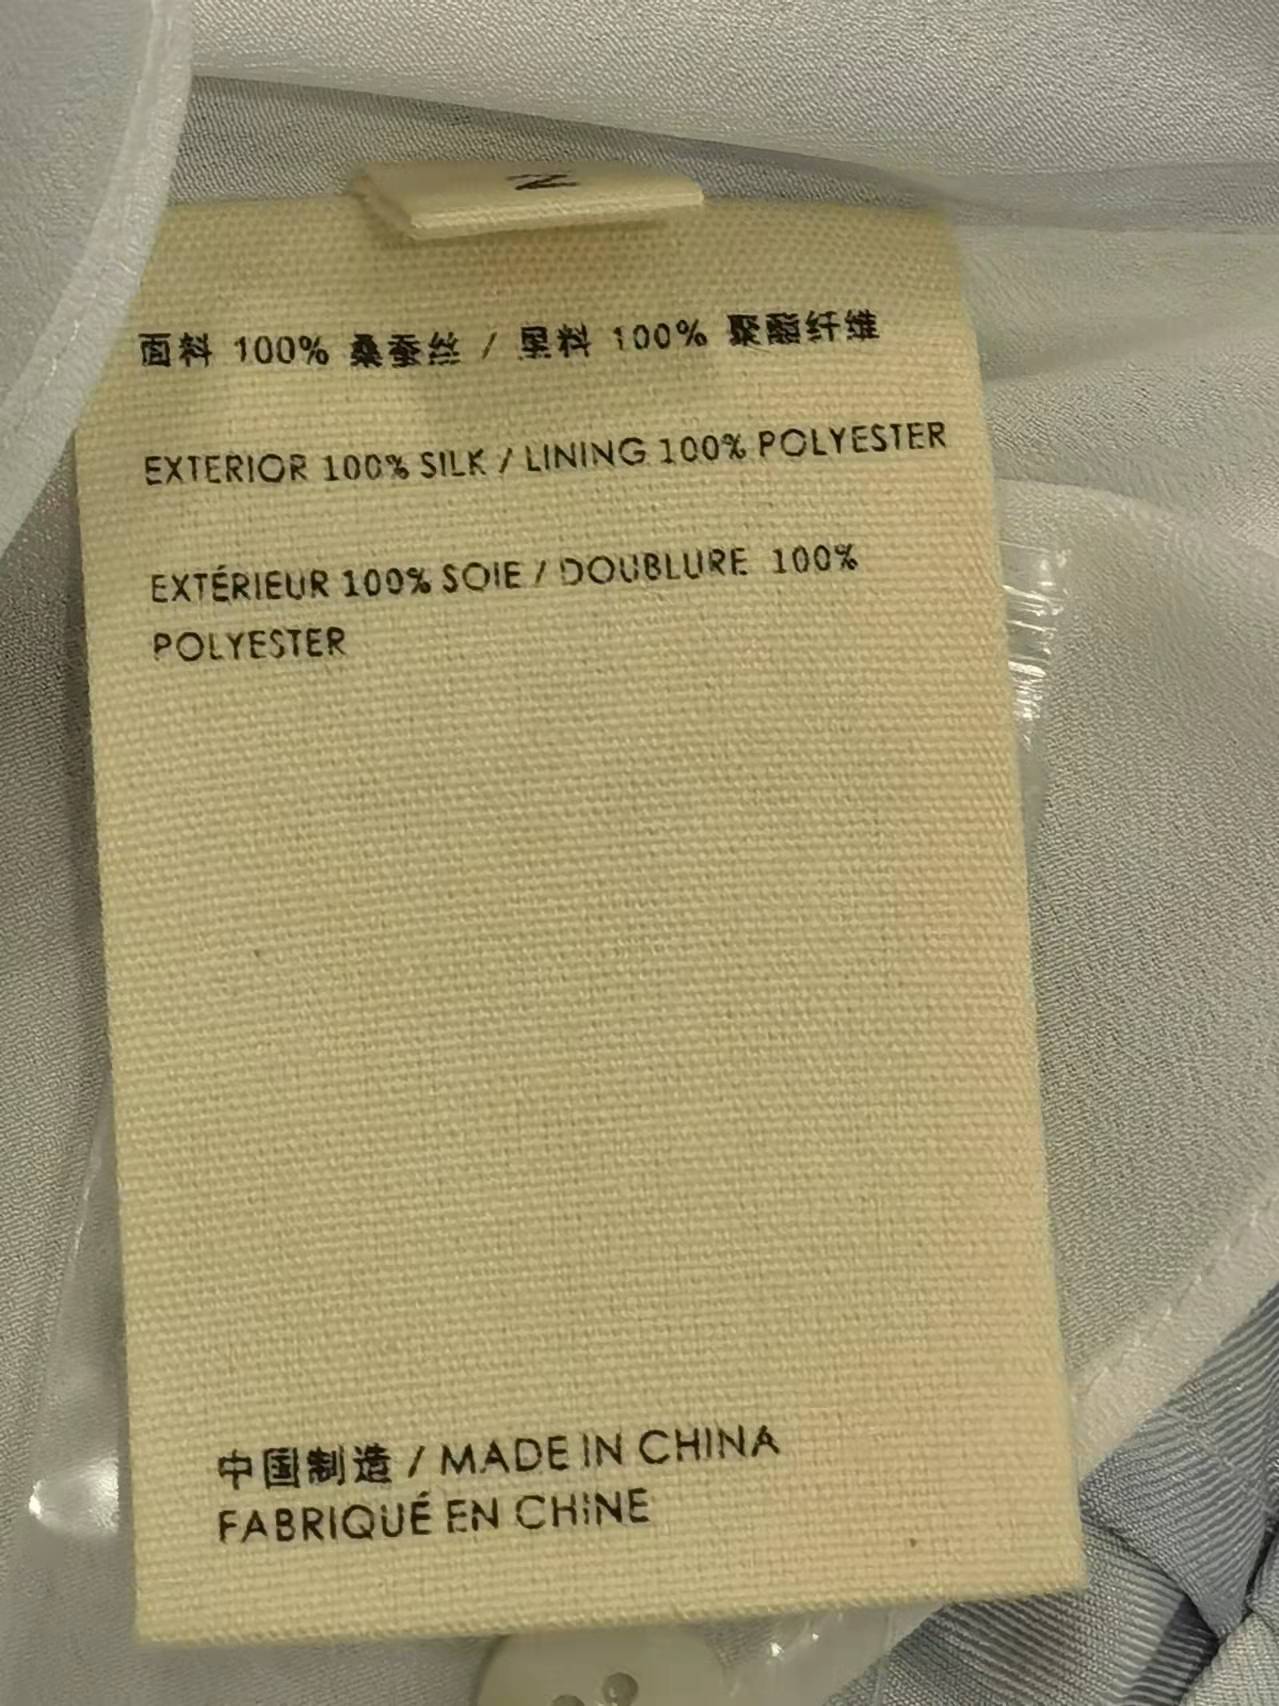 面料 100% 桑蚕丝 / 里料 100% 聚酯纤维
EXTERIOR 100% SILK / LINING 100% POLYESTER
EXTÉRIEUR 100% SOIE / DOUBLURE 100%
POLYESTER
中国制造 / MADE IN CHINA
FABRIQUÉ EN CHINE